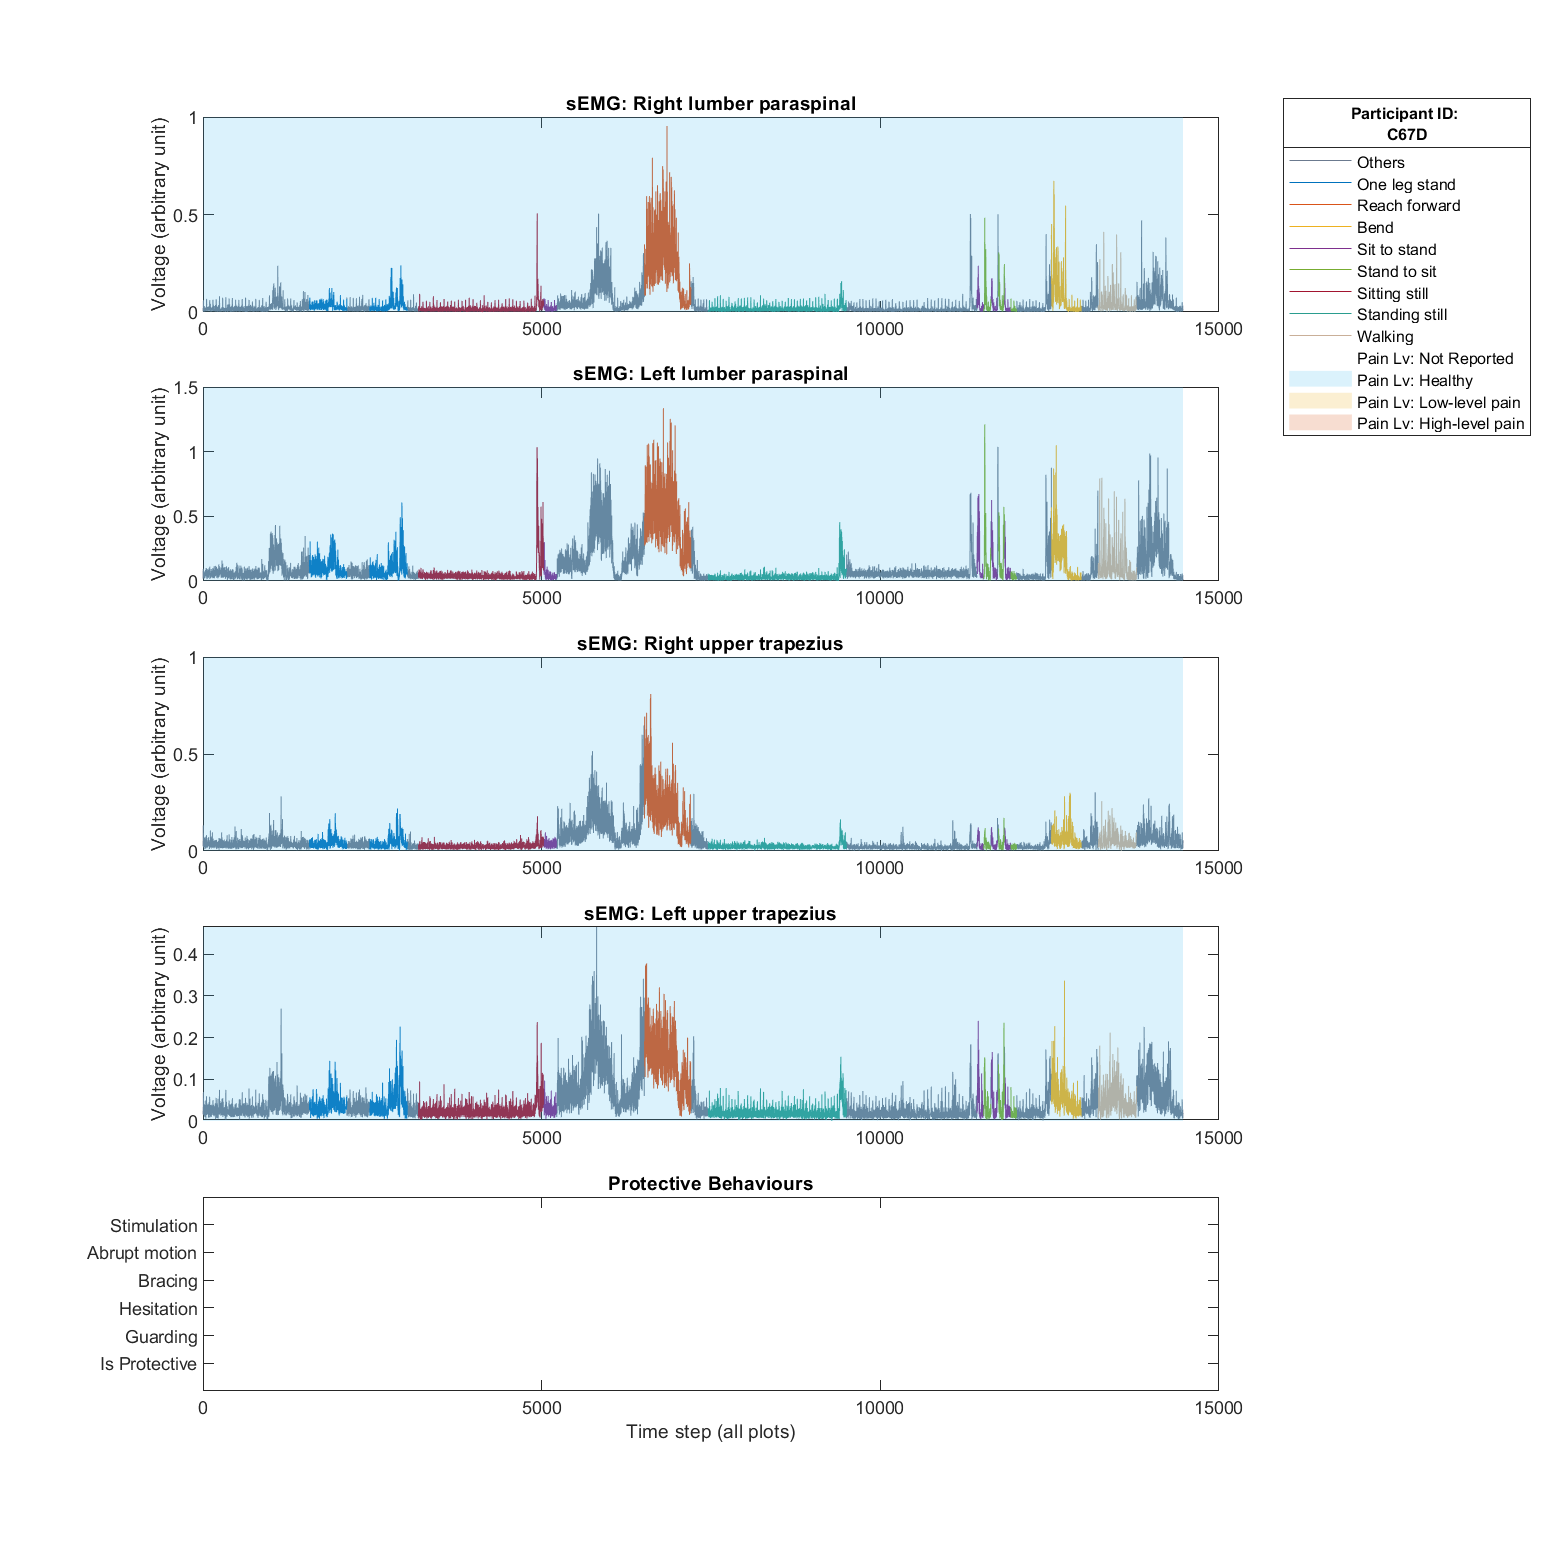 sEMG: Right lumber paraspinal
Voltage (arbitrary unit)
1
0.5
0
0
5000
10000
15000
sEMG: Left lumber paraspinal
Voltage (arbitrary unit)
1.5
1
0.5
0
0
5000
10000
15000
sEMG: Right upper trapezius
Voltage (arbitrary unit)
1
0.5
0
0
5000
10000
15000
sEMG: Left upper trapezius
Voltage (arbitrary unit)
0.4
0.3
0.2
0.1
0
0
5000
10000
15000
Protective Behaviours
Stimulation
Abrupt motion
Bracing
Hesitation
Guarding
Is Protective
0
5000
10000
15000
Time step (all plots)
Participant ID:
C67D
Others
One leg stand
Reach forward
Bend
Sit to stand
Stand to sit
Sitting still
Standing still
Walking
Pain Lv: Not Reported
Pain Lv: Healthy
Pain Lv: Low-level pain
Pain Lv: High-level pain